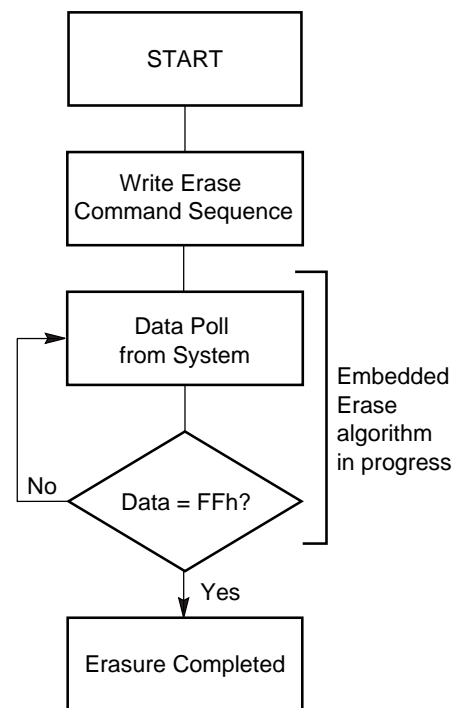 START
Write Erase
Command Sequence
Data Poll
from System
Embedded
Erase
algorithm
in progress
No
Data = FFh?
Yes
Erasure Completed